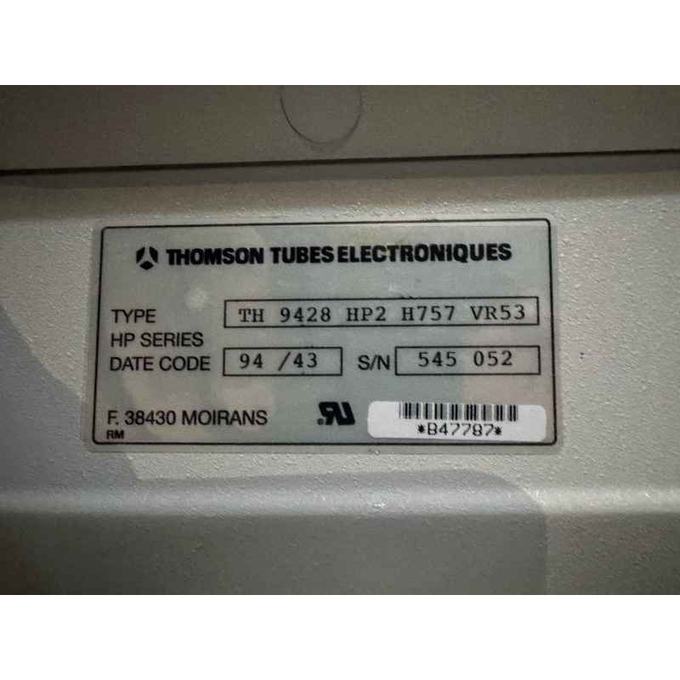 THOMSON TUBES ELECTRONIQUES
TYPE TH 9428 HP2 H757 VR53
HP SERIES
DATE CODE 94 /43 S/N 545 052
F. 38430 MOIRANS
RM
*B47787*